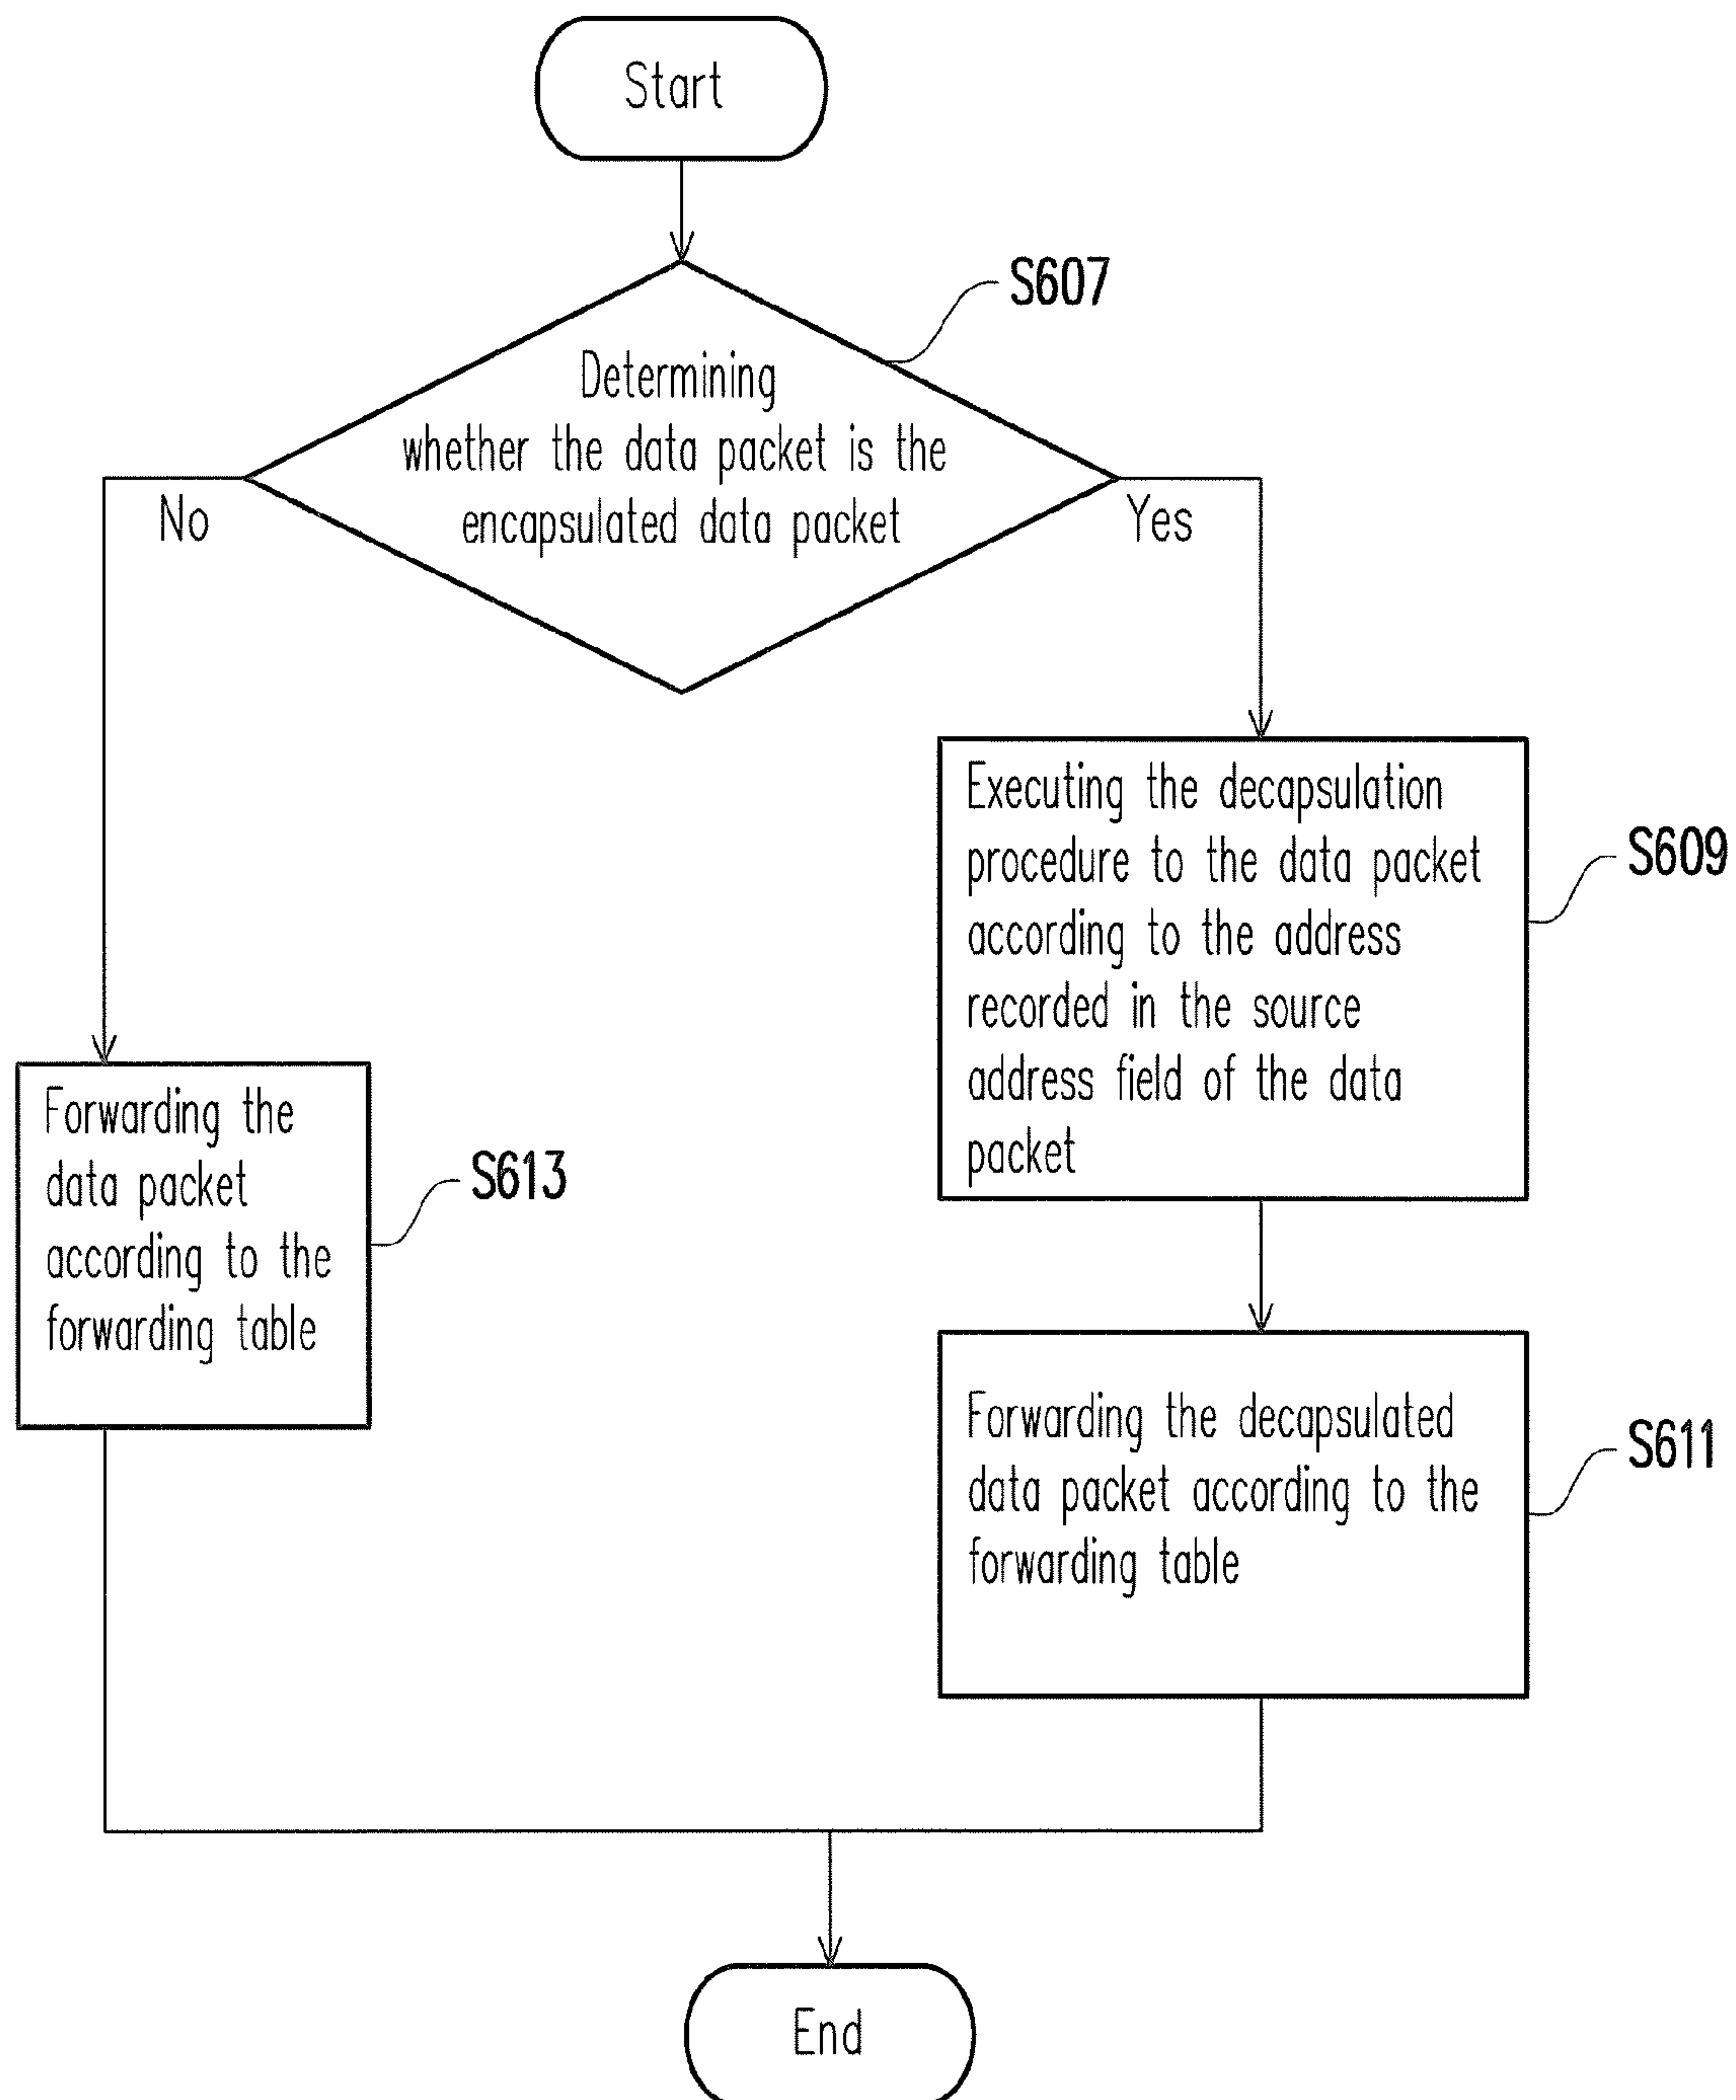 Start
S607
Determining
whether the data packet is the
encapsulated data packet
No
Yes
Executing the decapsulation
procedure to the data packet
according to the address
recorded in the source
address field of the data
packet
S609
Forwarding the
data packet
according to the
forwarding table
S613
Forwarding the decapsulated
data packet according to the
forwarding table
S611
End